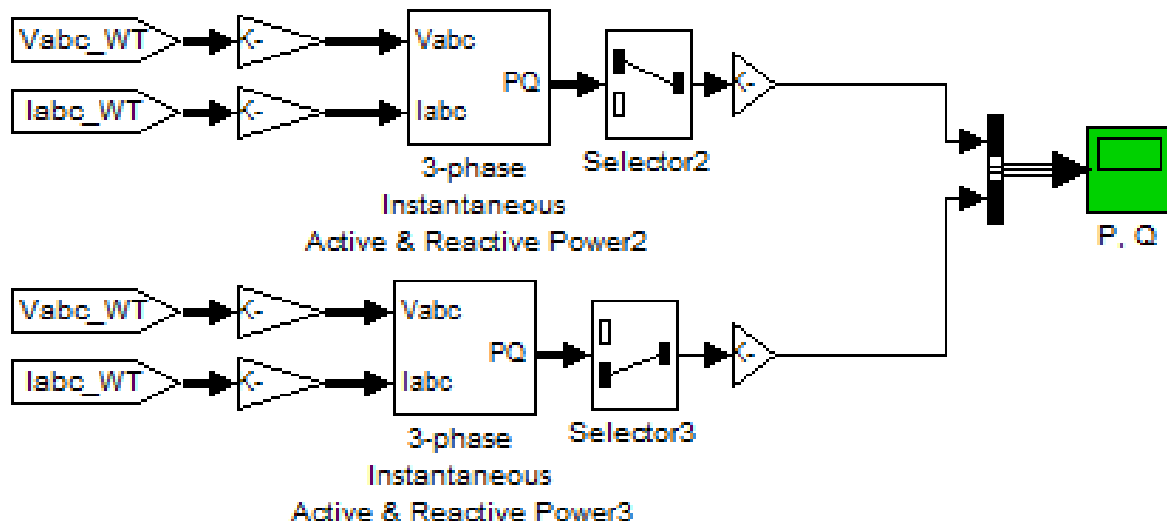 Vabc_WT
K-
Vabc
PQ
K-
Iabc_WT
K-
Iabc
Selector2
3-phase
Instantaneous
Active & Reactive Power2
P, Q
Vabc_WT
K-
Vabc
PQ
K-
Iabc_WT
K-
Iabc
Selector3
3-phase
Instantaneous
Active & Reactive Power3